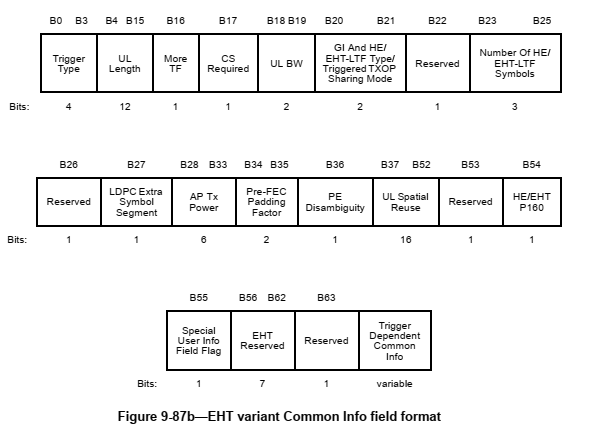 B0 B3 B4 B15 B16 B17 B18 B19 B20 B21 B22 B23 B25
Trigger
Type
UL
Length
More
TF
CS
Required
UL BW
GI And HE/
EHT-LTF Type/
Triggered TXOP
Sharing Mode
Reserved
Number Of HE/
EHT-LTF
Symbols
Bits: 4 12 1 1 2 2 1 3
B26 B27 B28 B33 B34 B35 B36 B37 B52 B53 B54
Reserved
LDPC Extra
Symbol
Segment
AP Tx
Power
Pre-FEC
Padding
Factor
PE
Disambiguity
UL Spatial
Reuse
Reserved
HE/EHT
P160
Bits: 1 1 6 2 1 16 1 1
B55 B56 B62 B63
Special
User Info
Field Flag
EHT
Reserved
Reserved
Trigger
Dependent
Common
Info
Bits: 1 7 1 variable
Figure 9-87b—EHT variant Common Info field format